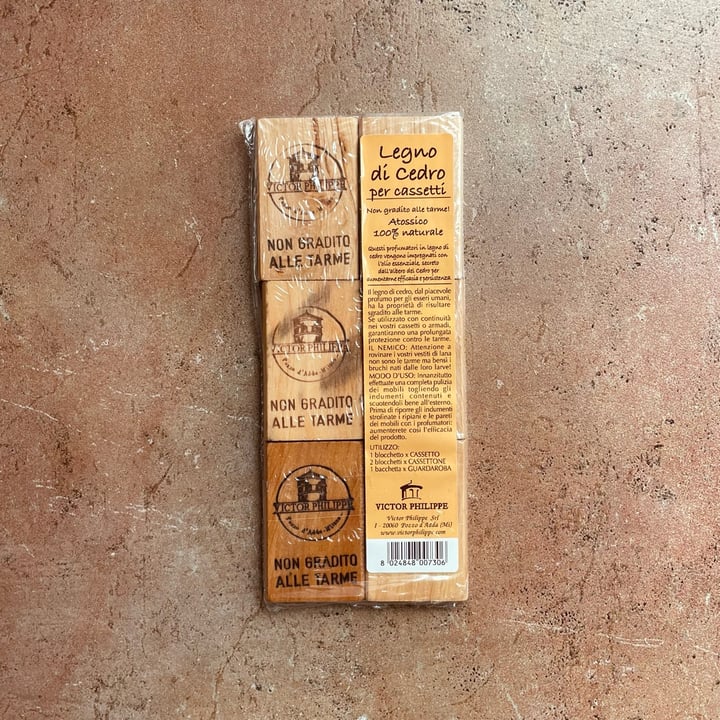 VICTOR PHILIPPE
NON GRADITO
ALLE TARME
VICTOR PHILIPPE
Pozzo d'Adda-Milano
NON GRADITO
ALLE TARME
VICTOR PHILIPPE
Pozzo d'Adda-Milano
NON GRADITO
ALLE TARME
Legno
di Cedro
per cassetti
Non gradito alle tarme!
Atossico
100% naturale
Questi profumatori in legno di
cedro vengono impregnati con
l'olio essenziale, secreto
dall'albero del Cedro per
aumentarne efficacia e persistenza
Il legno di cedro, dal piacevole
profumo per gli esseri umani,
ha la proprietà di risultare
sgradito alle tarme.
Se utilizzato con continuità
nei vostri cassetti o armadi,
garantiranno una prolungata
protezione contro le tarme.
IL NEMICO: Attenzione a
rovinare i vostri vestiti di lana
non sono le tarme ma bensì i
bruchi nati dalle loro larve!
MODO D'USO: Innanzitutto
effettuate una completa pulizia
dei mobili togliendo gli
indumenti contenuti e
scuotendoli bene all'esterno.
Prima di riporre gli indumenti
strofinate i ripiani e le pareti
dei mobili con i profumatori:
aumenterete così l'efficacia
del prodotto.
UTILIZZO:
1 blocchetto x CASSETTO
2 blocchetti x CASSETTONE
1 bacchetta x GUARDAROBA
VICTOR PHILIPPE
Victor Philippe Srl
I - 20060 Pozzo d'Adda (Mi)
www.victorphilippe.com
8 024848 007306